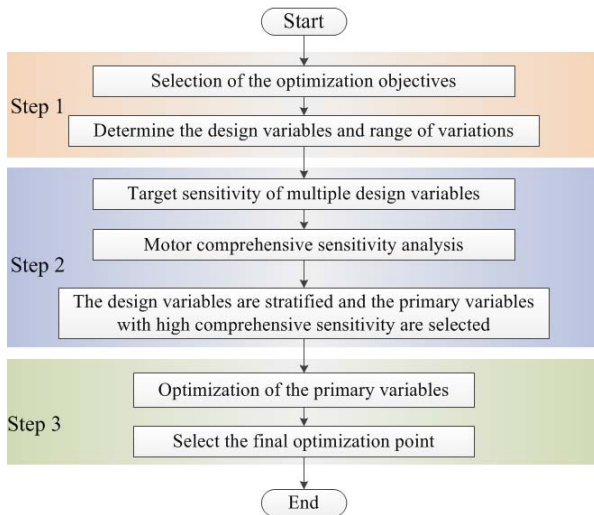 Start
Step 1
Selection of the optimization objectives
Determine the design variables and range of variations
Step 2
Target sensitivity of multiple design variables
Motor comprehensive sensitivity analysis
The design variables are stratified and the primary variables
with high comprehensive sensitivity are selected
Step 3
Optimization of the primary variables
Select the final optimization point
End